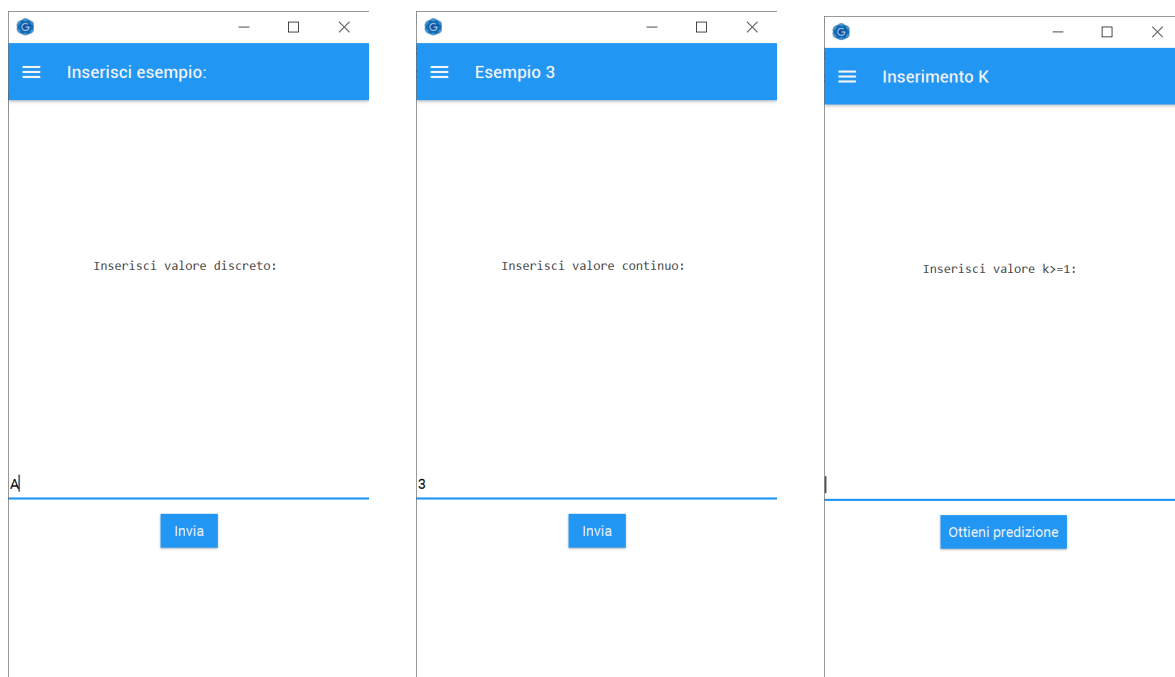 Inserisci esempio:
Inserisci valore discreto:
A
Invia
Esempio 3
Inserisci valore continuo:
3
Invia
Inserimento K
Inserisci valore k>=1:
Ottieni predizione